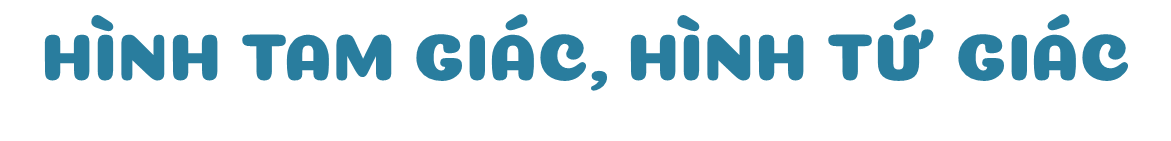 HÌNH TAM GIÁC, HÌNH TỨ GIÁC